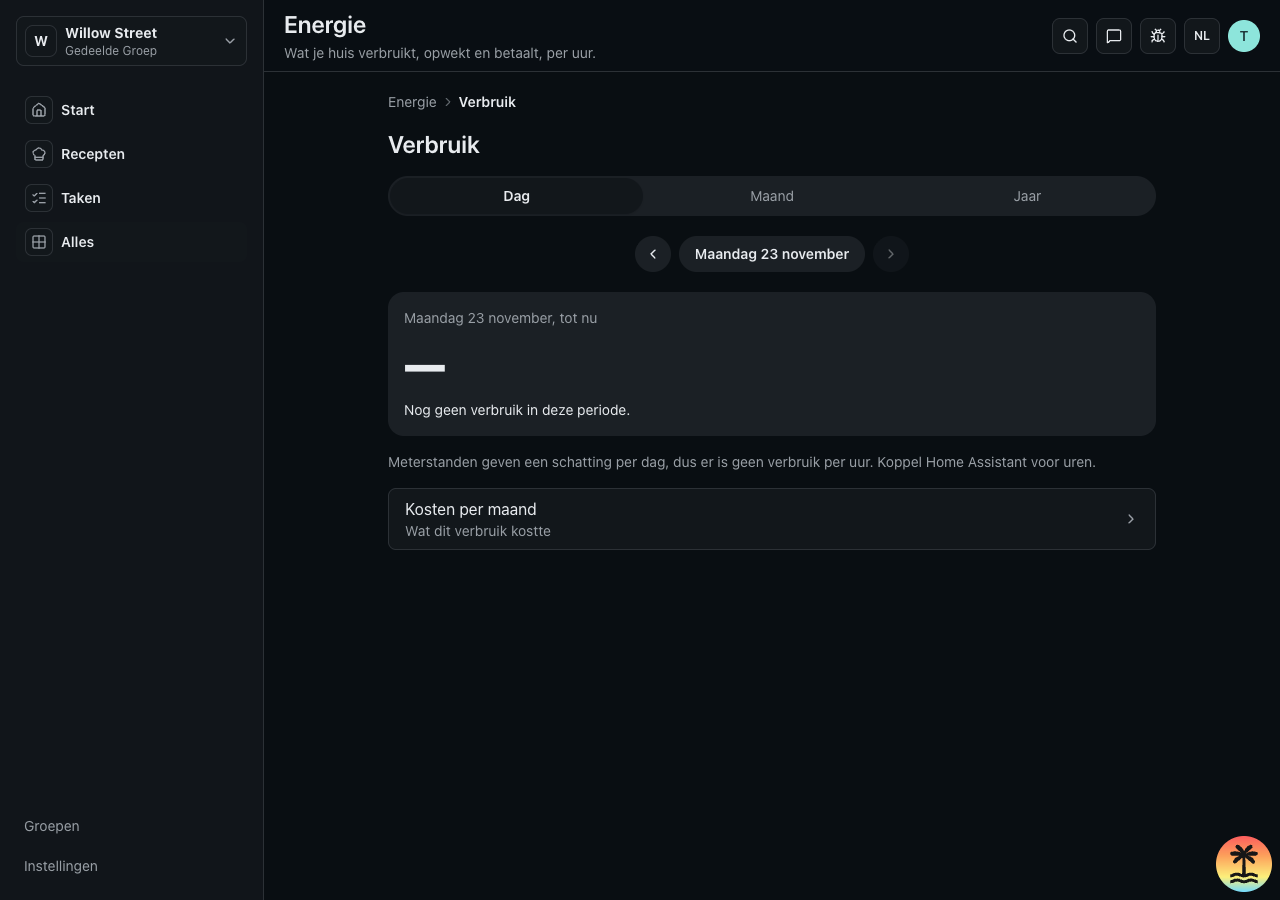 W
Willow Street
Gedeelde Groep
Start
Recepten
Taken
Alles
Groepen
Instellingen
Energie
Wat je huis verbruikt, opwekt en betaalt, per uur.
NL
T
Energie > Verbruik
Verbruik
Dag
Maand
Jaar
Maandag 23 november
Maandag 23 november, tot nu
—
Nog geen verbruik in deze periode.
Meterstanden geven een schatting per dag, dus er is geen verbruik per uur. Koppel Home Assistant voor uren.
Kosten per maand
Wat dit verbruik kostte